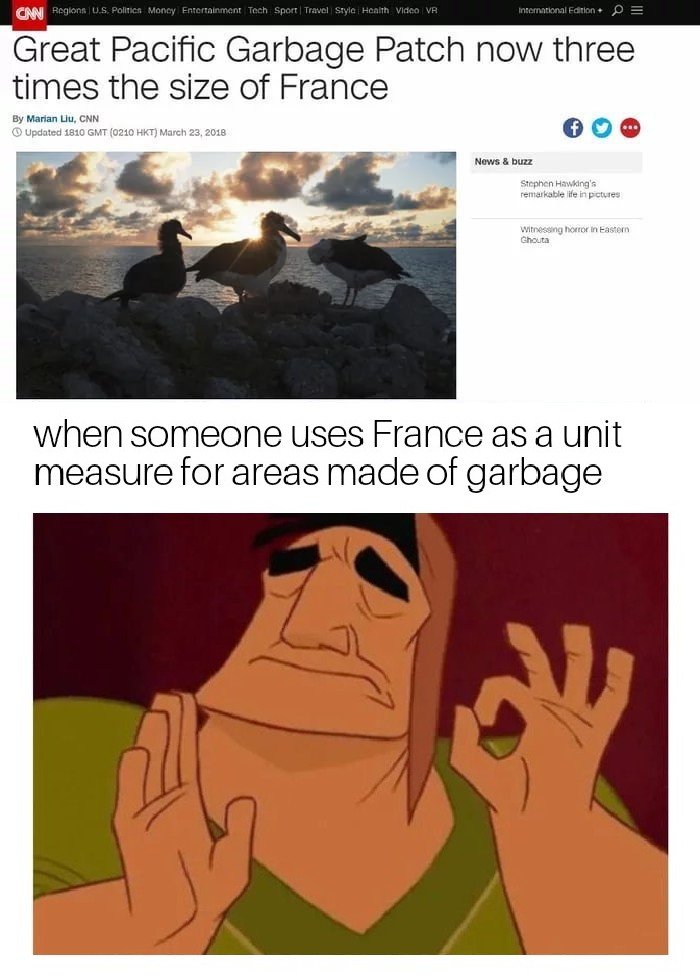 CNN Regions U.S. Politics Money Entertainment Tech Sport Travel Style Health Video VR International Edition +
Great Pacific Garbage Patch now three
times the size of France
By Marian Liu, CNN
Updated 1810 GMT (0210 HKT) March 23, 2018
News & buzz
Stephen Hawking's
remarkable life in pictures
Witnessing horror in Eastern
Ghouta
when someone uses France as a unit
measure for areas made of garbage